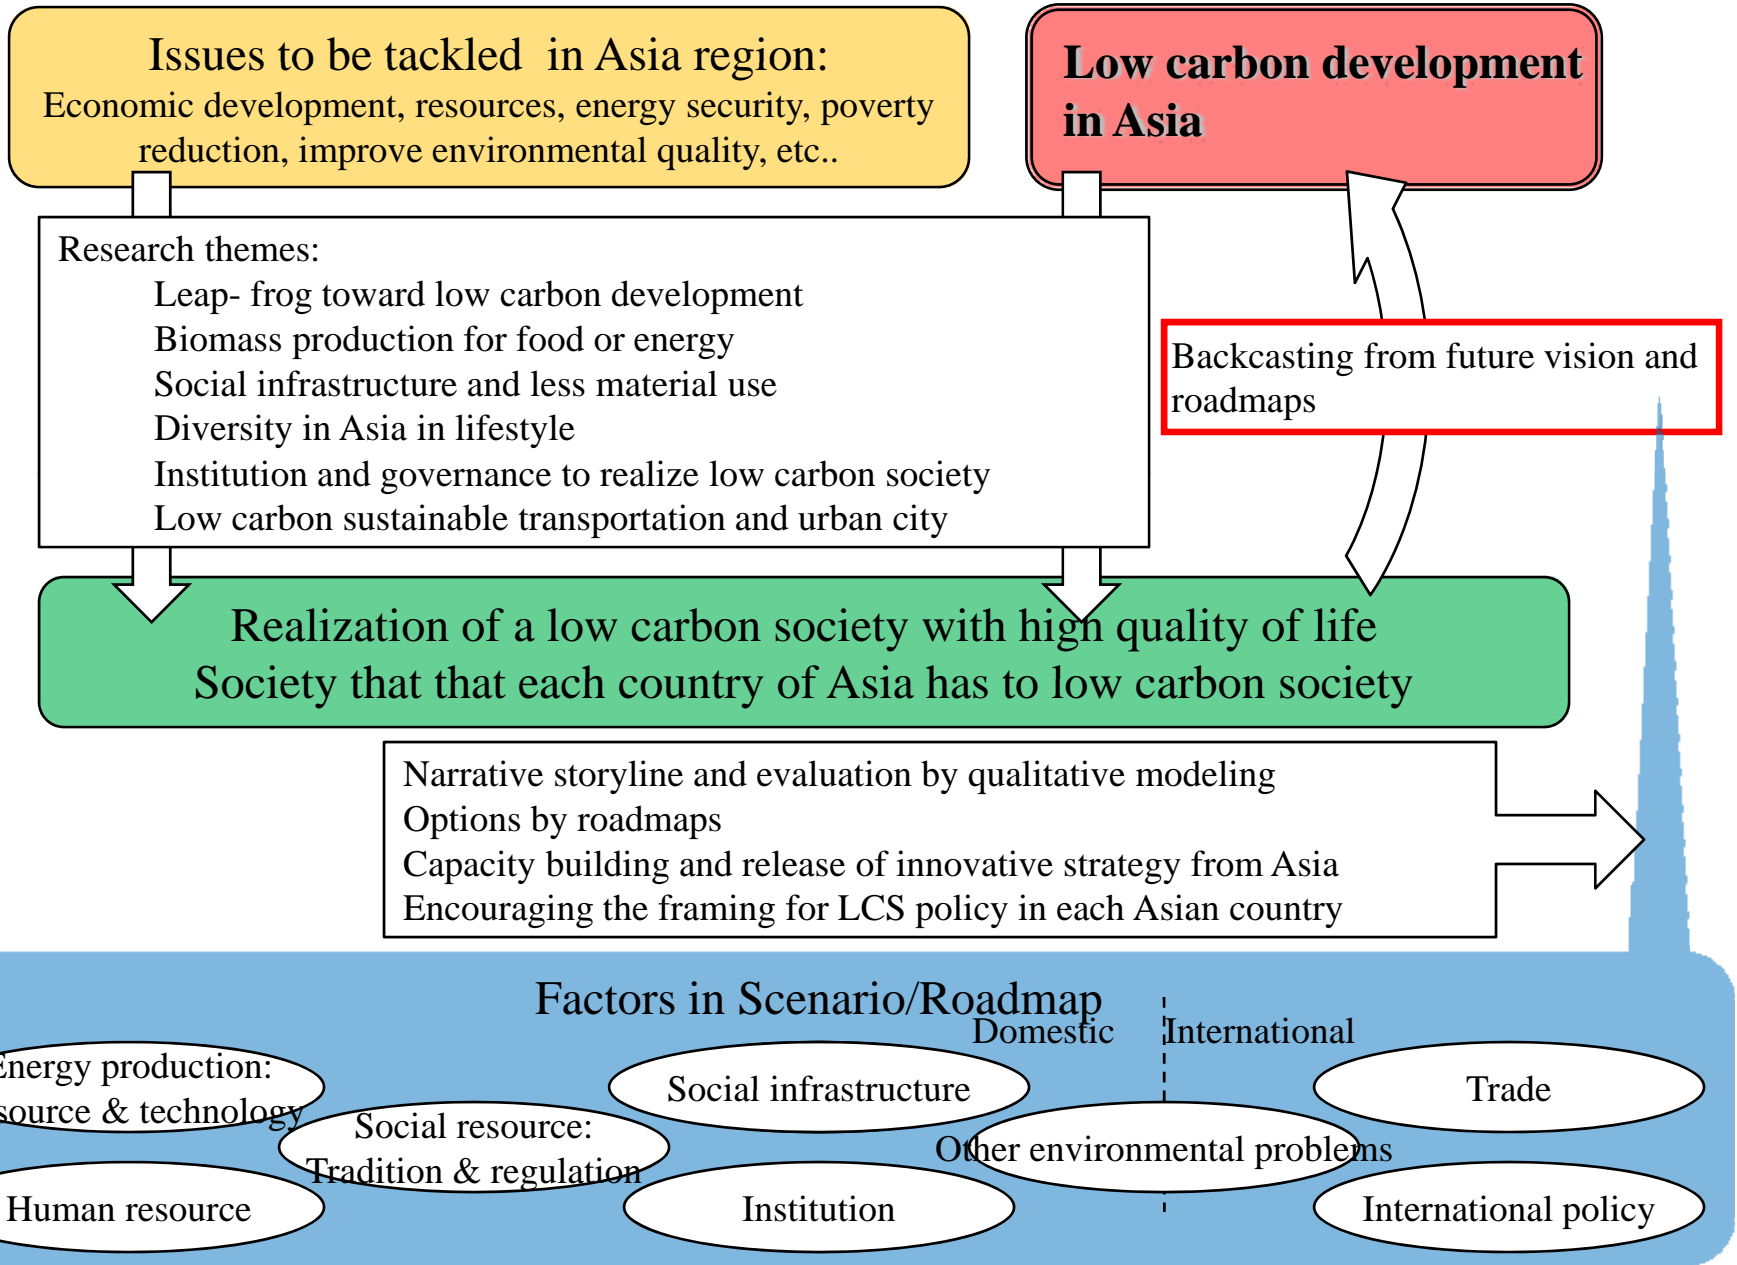 Issues to be tackled in Asia region:
Economic development, resources, energy security, poverty
reduction, improve environmental quality, etc..
Low carbon development
in Asia
Research themes:
Leap- frog toward low carbon development
Biomass production for food or energy
Social infrastructure and less material use
Diversity in Asia in lifestyle
Institution and governance to realize low carbon society
Low carbon sustainable transportation and urban city
Backcasting from future vision and
roadmaps
Realization of a low carbon society with high quality of life
Society that that each country of Asia has to low carbon society
Narrative storyline and evaluation by qualitative modeling
Options by roadmaps
Capacity building and release of innovative strategy from Asia
Encouraging the framing for LCS policy in each Asian country
Factors in Scenario/Roadmap
Domestic
International
Energy production:
source & technology
Social resource:
Tradition & regulation
Human resource
Social infrastructure
Institution
Other environmental problems
Trade
International policy